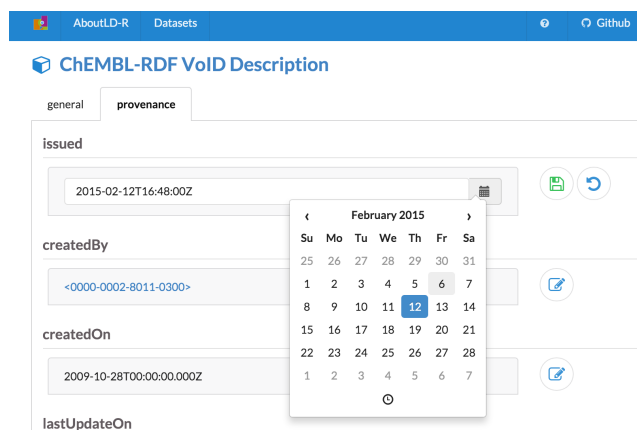 AboutLD-R Datasets Github
ChEMBL-RDF VoID Description
general provenance
issued
2015-02-12T16:48:00Z
‹ February 2015 ›
Su Mo Tu We Th Fr Sa
25 26 27 28 29 30 31
1 2 3 4 5 6 7
8 9 10 11 12 13 14
15 16 17 18 19 20 21
22 23 24 25 26 27 28
1 2 3 4 5 6 7
createdBy
<0000-0002-8011-0300>
createdOn
2009-10-28T00:00:00.000Z
lastUpdateOn